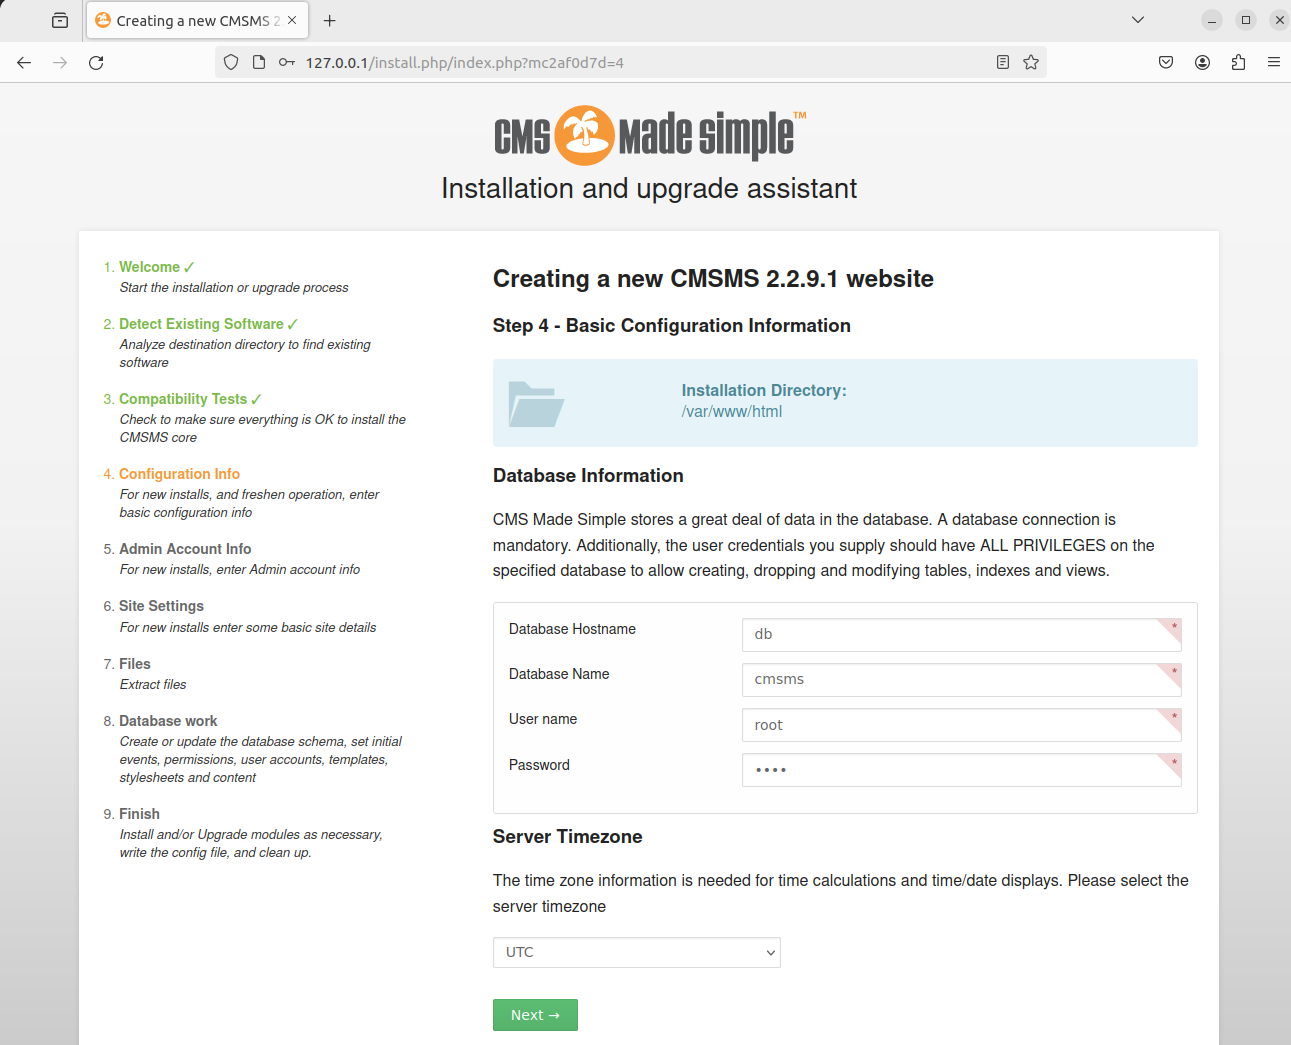 Creating a new CMSMS 2
127.0.0.1/install.php/index.php?mc2af0d7d=4
CMS Made Simple™
Installation and upgrade assistant
1. Welcome ✓
Start the installation or upgrade process
2. Detect Existing Software ✓
Analyze destination directory to find existing
software
3. Compatibility Tests ✓
Check to make sure everything is OK to install the
CMSMS core
4. Configuration Info
For new installs, and freshen operation, enter
basic configuration info
5. Admin Account Info
For new installs, enter Admin account info
6. Site Settings
For new installs enter some basic site details
7. Files
Extract files
8. Database work
Create or update the database schema, set initial
events, permissions, user accounts, templates,
stylesheets and content
9. Finish
Install and/or Upgrade modules as necessary,
write the config file, and clean up.
Creating a new CMSMS 2.2.9.1 website
Step 4 - Basic Configuration Information
Installation Directory:
/var/www/html
Database Information
CMS Made Simple stores a great deal of data in the database. A database connection is
mandatory. Additionally, the user credentials you supply should have ALL PRIVILEGES on the
specified database to allow creating, dropping and modifying tables, indexes and views.
Database Hostname
db *
Database Name
cmsms *
User name
root *
Password
•••• *
Server Timezone
The time zone information is needed for time calculations and time/date displays. Please select the
server timezone
UTC
Next →